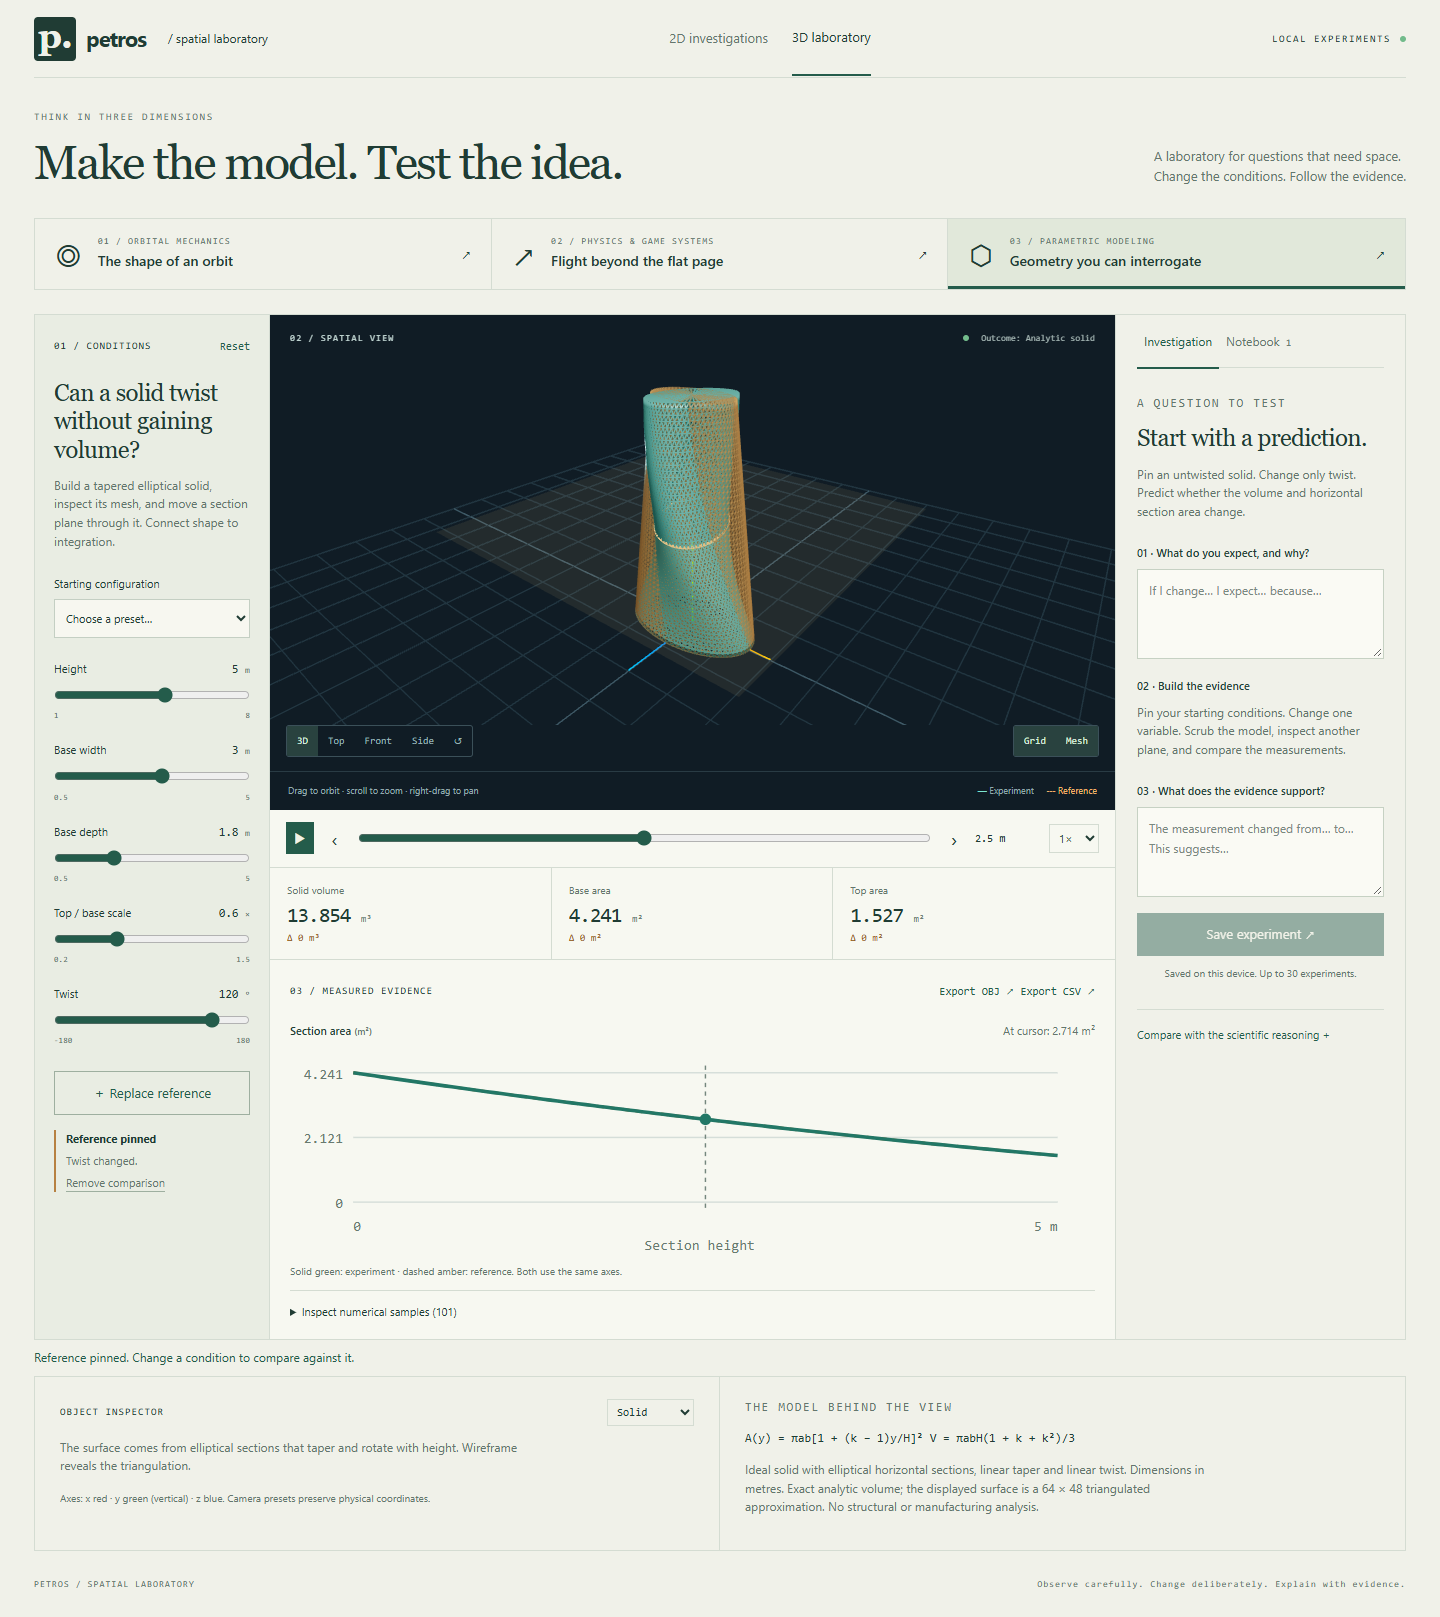 p. petros / spatial laboratory
2D investigations 3D laboratory
LOCAL EXPERIMENTS
THINK IN THREE DIMENSIONS
Make the model. Test the idea.
A laboratory for questions that need space.
Change the conditions. Follow the evidence.
01 / ORBITAL MECHANICS
The shape of an orbit ↗
02 / PHYSICS & GAME SYSTEMS
Flight beyond the flat page ↗
03 / PARAMETRIC MODELING
Geometry you can interrogate ↗
01 / CONDITIONS Reset
Can a solid twist
without gaining
volume?
Build a tapered elliptical solid,
inspect its mesh, and move a section
plane through it. Connect shape to
integration.
Starting configuration
Choose a preset...
Height 5 m
1 8
Base width 3 m
0.5 5
Base depth 1.8 m
0.5 5
Top / base scale 0.6 ×
0.2 1.5
Twist 120 °
-180 180
+ Replace reference
Reference pinned
Twist changed.
Remove comparison
02 / SPATIAL VIEW
Outcome: Analytic solid
3D Top Front Side ↺
Grid Mesh
Drag to orbit · scroll to zoom · right-drag to pan
— Experiment --- Reference
‹ › 2.5 m 1×
Solid volume
13.854 m³
Δ 0 m³
Base area
4.241 m²
Δ 0 m²
Top area
1.527 m²
Δ 0 m²
03 / MEASURED EVIDENCE
Export OBJ ↗ Export CSV ↗
Section area (m²)
At cursor: 2.714 m²
4.241
2.121
0
0 5 m
Section height
Solid green: experiment · dashed amber: reference. Both use the same axes.
▶ Inspect numerical samples (101)
Investigation Notebook 1
A QUESTION TO TEST
Start with a prediction.
Pin an untwisted solid. Change only twist.
Predict whether the volume and horizontal
section area change.
01 · What do you expect, and why?
If I change... I expect... because...
02 · Build the evidence
Pin your starting conditions. Change one
variable. Scrub the model, inspect another
plane, and compare the measurements.
03 · What does the evidence support?
The measurement changed from... to...
This suggests...
Save experiment ↗
Saved on this device. Up to 30 experiments.
Compare with the scientific reasoning +
Reference pinned. Change a condition to compare against it.
OBJECT INSPECTOR Solid
The surface comes from elliptical sections that taper and rotate with height. Wireframe
reveals the triangulation.
Axes: x red · y green (vertical) · z blue. Camera presets preserve physical coordinates.
THE MODEL BEHIND THE VIEW
A(y) = πab[1 + (k − 1)y/H]² V = πabH(1 + k + k²)/3
Ideal solid with elliptical horizontal sections, linear taper and linear twist. Dimensions in
metres. Exact analytic volume; the displayed surface is a 64 × 48 triangulated
approximation. No structural or manufacturing analysis.
PETROS / SPATIAL LABORATORY
Observe carefully. Change deliberately. Explain with evidence.